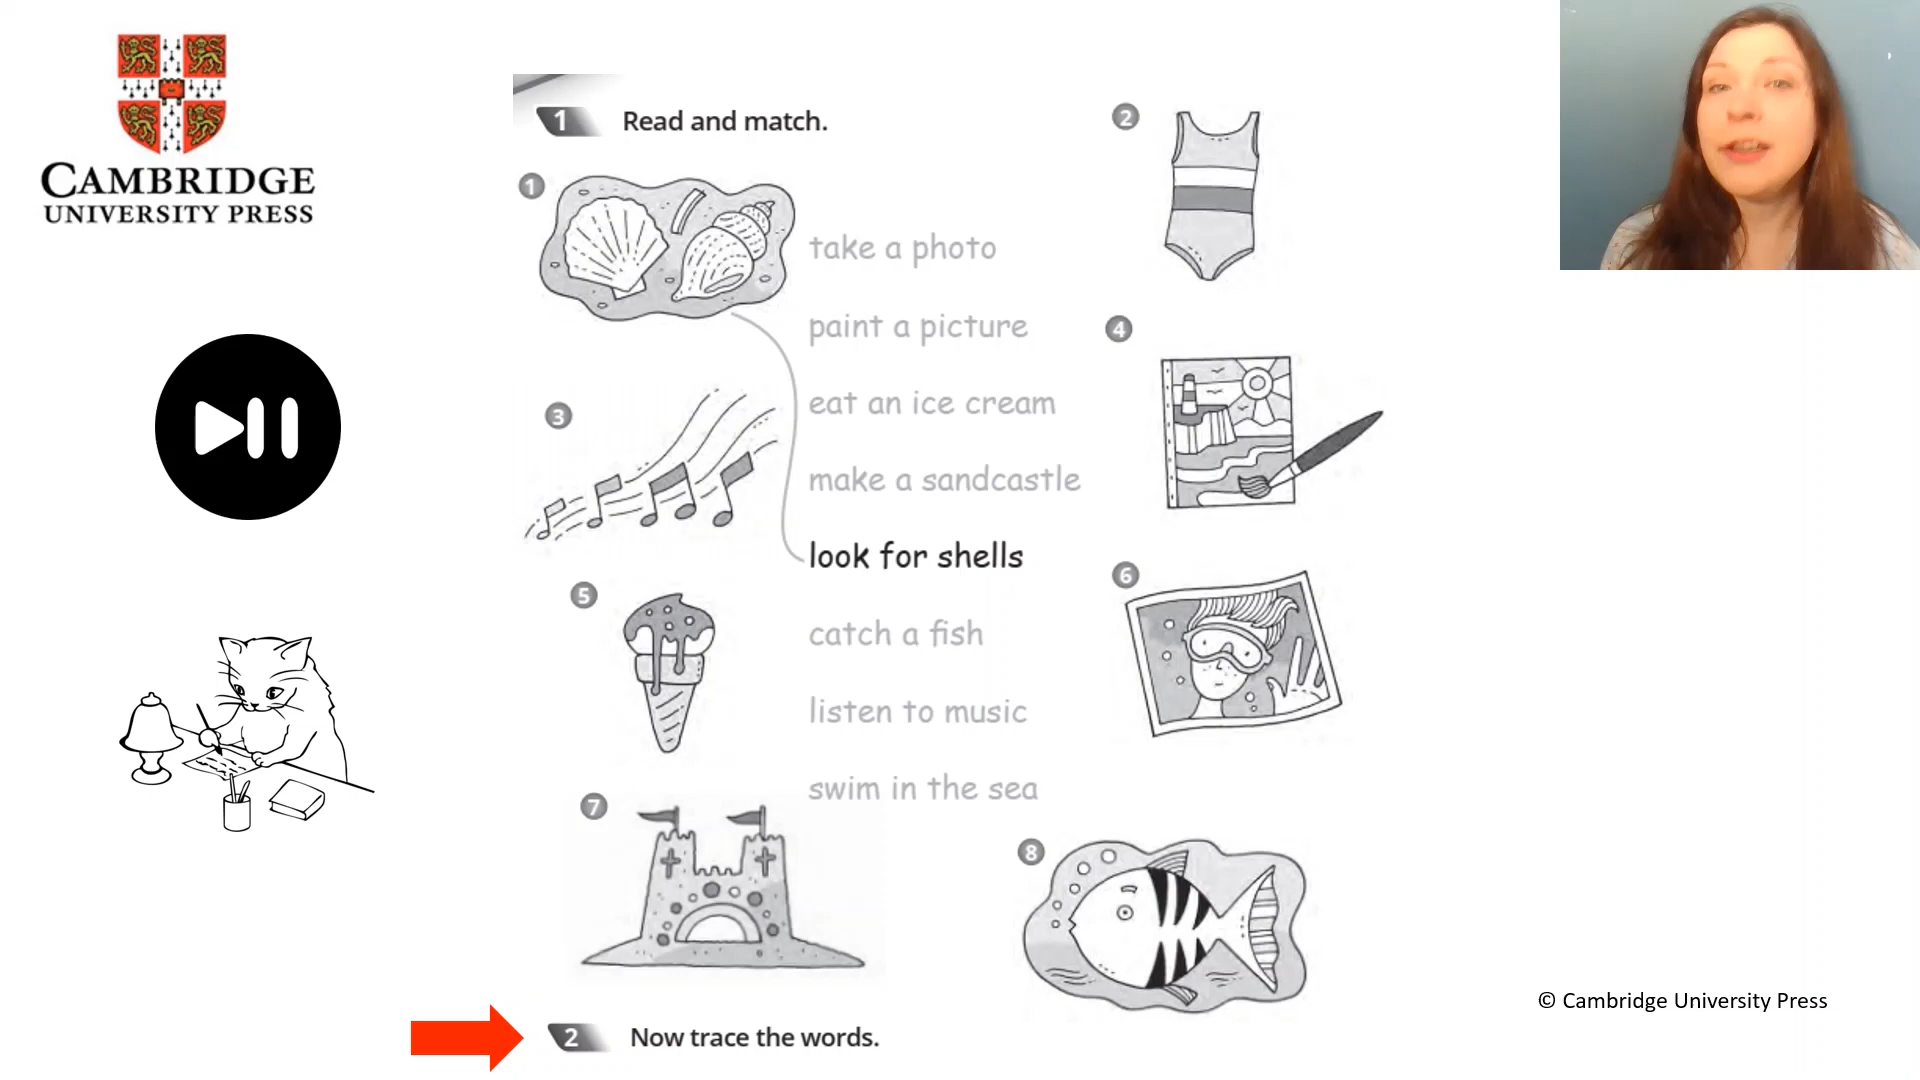 CAMBRIDGE
UNIVERSITY PRESS
1 Read and match.
1
2
take a photo
paint a picture
4
eat an ice cream
3
make a sandcastle
look for shells
6
5
catch a fish
listen to music
swim in the sea
7
8
© Cambridge University Press
2 Now trace the words.